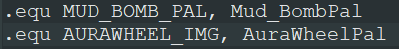 .equ MUD_BOMB_PAL, Mud_BombPal
.equ AURAWHEEL_IMG, AuraWheelPal